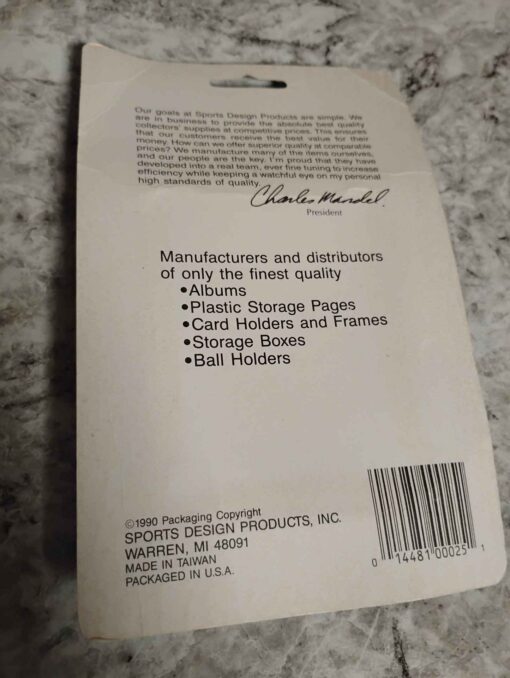 Our goals at Sports Design Products are simple. We
are in business to provide the absolute best quality
collectors' supplies at competitive prices. This ensures
that our customers receive the best value for their
money. How can we offer superior quality at comparable
prices? We manufacture many of the items ourselves,
and our people are the key. I'm proud that they have
developed into a real team, ever fine tuning to increase
efficiency while keeping a watchful eye on my personal
high standards of quality.
Charles Mandel
President
Manufacturers and distributors
of only the finest quality
•Albums
•Plastic Storage Pages
•Card Holders and Frames
•Storage Boxes
•Ball Holders
©1990 Packaging Copyright
SPORTS DESIGN PRODUCTS, INC.
WARREN, MI 48091
MADE IN TAIWAN
PACKAGED IN U.S.A.
0 14481 00025 1